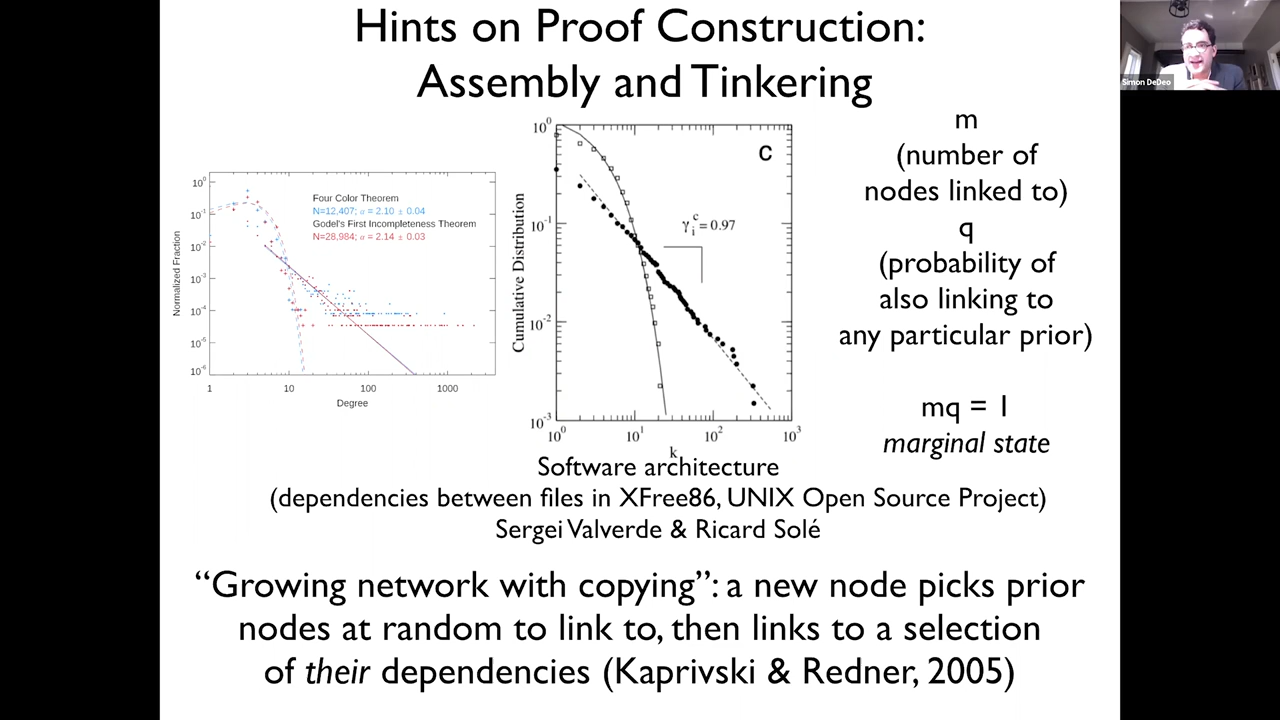 Hints on Proof Construction:
Assembly and Tinkering
Simon DeDeo
Normalized Fraction
10^0
10^-1
10^-2
10^-3
10^-4
10^-5
10^-6
1
10
100
1000
Degree
Four Color Theorem
N=12,407; α = 2.10 ± 0.04
Godel's First Incompleteness Theorem
N=28,984; α = 2.14 ± 0.03
Cumulative Distribution
10^0
10^-1
10^-2
10^-3
10^0
10^1
10^2
10^3
k
C
γ_i^c = 0.97
m
(number of
nodes linked to)
q
(probability of
also linking to
any particular prior)
mq = 1
marginal state
Software architecture
(dependencies between files in XFree86, UNIX Open Source Project)
Sergei Valverde & Ricard Solé
“Growing network with copying”: a new node picks prior
nodes at random to link to, then links to a selection
of their dependencies (Kaprivski & Redner, 2005)